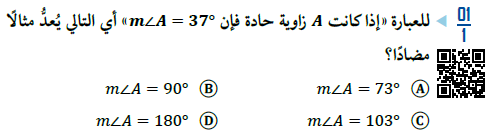 01
1
للعبارة «إذا كانت A زاوية حادة فإن m∠A = 37°» أي التالي يُعدُّ مثالًا
مضادًا؟
Ⓐ m∠A = 73° Ⓑ m∠A = 90°
Ⓒ m∠A = 103° Ⓓ m∠A = 180°